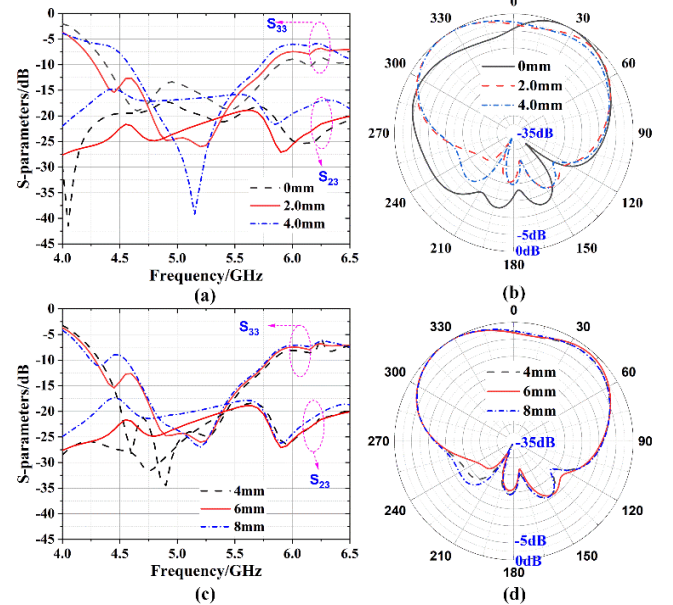 S33
S23
0mm
2.0mm
4.0mm
0
-5
-10
-15
-20
-25
-30
-35
-40
-45
S-parameters/dB
4.0 4.5 5.0 5.5 6.0 6.5
Frequency/GHz
(a)
0
30
60
90
120
150
180
210
240
270
300
330
0mm
2.0mm
4.0mm
-35dB
-5dB
0dB
(b)
S33
S23
4mm
6mm
8mm
0
-5
-10
-15
-20
-25
-30
-35
-40
-45
S-parameters/dB
4.0 4.5 5.0 5.5 6.0 6.5
Frequency/GHz
(c)
0
30
60
90
120
150
180
210
240
270
300
330
4mm
6mm
8mm
-35dB
-5dB
0dB
(d)